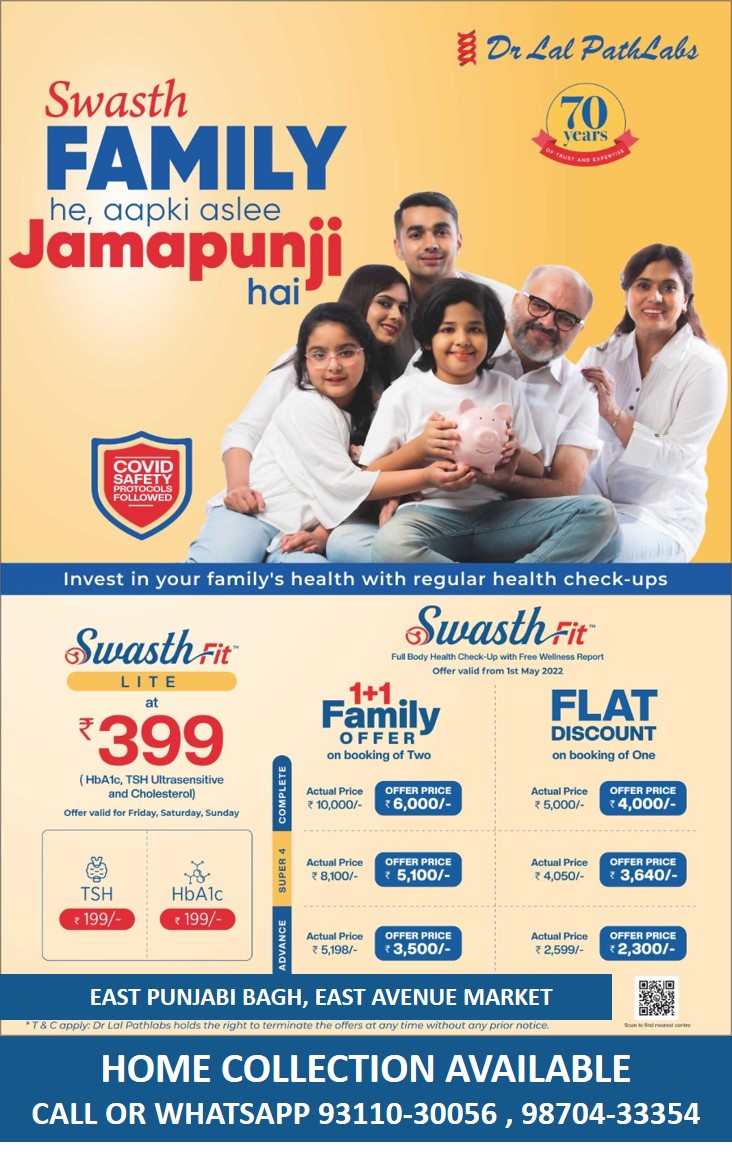 Dr Lal PathLabs
70
years
OF TRUST AND EXPERTISE
Swasth
FAMILY
he, aapki aslee
Jamapunji
hai
COVID
SAFETY
PROTOCOLS
FOLLOWED
Invest in your family's health with regular health check-ups
Swasth Fit™
LITE
at
₹399
( HbA1c, TSH Ultrasensitive
and Cholesterol)
Offer valid for Friday, Saturday, Sunday
TSH
₹ 199/-
HbA1c
₹ 199/-
Swasth Fit™
Full Body Health Check-Up with Free Wellness Report
Offer valid from 1st May 2022
1+1
Family
OFFER
on booking of Two
FLAT
DISCOUNT
on booking of One
COMPLETE
Actual Price
₹ 10,000/-
OFFER PRICE
₹ 6,000/-
Actual Price
₹ 5,000/-
OFFER PRICE
₹ 4,000/-
SUPER 4
Actual Price
₹ 8,100/-
OFFER PRICE
₹ 5,100/-
Actual Price
₹ 4,050/-
OFFER PRICE
₹ 3,640/-
ADVANCE
Actual Price
₹ 5,198/-
OFFER PRICE
₹ 3,500/-
Actual Price
₹ 2,599/-
OFFER PRICE
₹ 2,300/-
EAST PUNJABI BAGH, EAST AVENUE MARKET
Scan to find nearest centre
* T & C apply: Dr Lal Pathlabs holds the right to terminate the offers at any time without any prior notice.
HOME COLLECTION AVAILABLE
CALL OR WHATSAPP 93110-30056 , 98704-33354